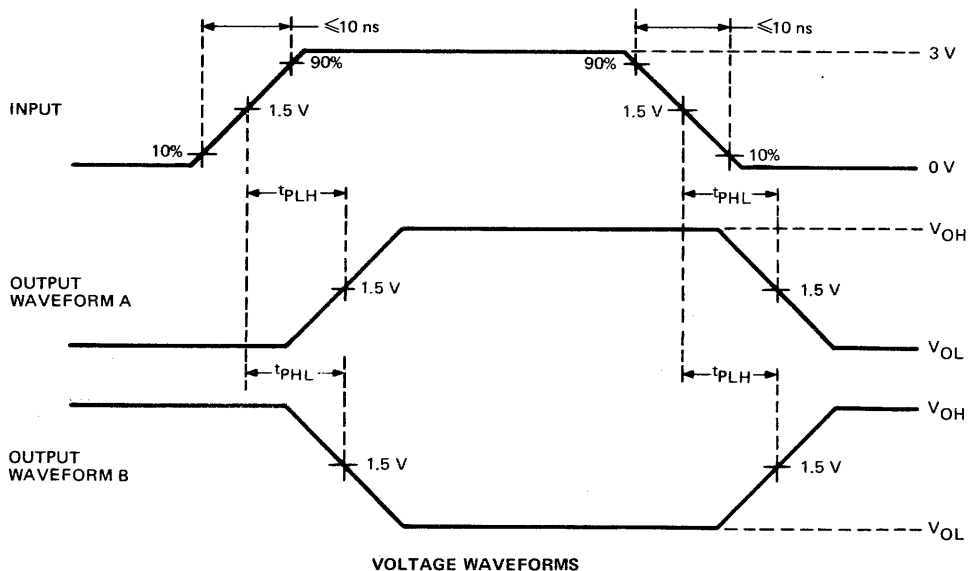 ≤10 ns ≤10 ns
90% 90% 3 V
INPUT 1.5 V 1.5 V
10% 10% 0 V
tPLH tPHL
VOH
OUTPUT
WAVEFORM A
1.5 V 1.5 V
VOL
tPHL tPLH
VOH
OUTPUT
WAVEFORM B
1.5 V 1.5 V
VOL
VOLTAGE WAVEFORMS